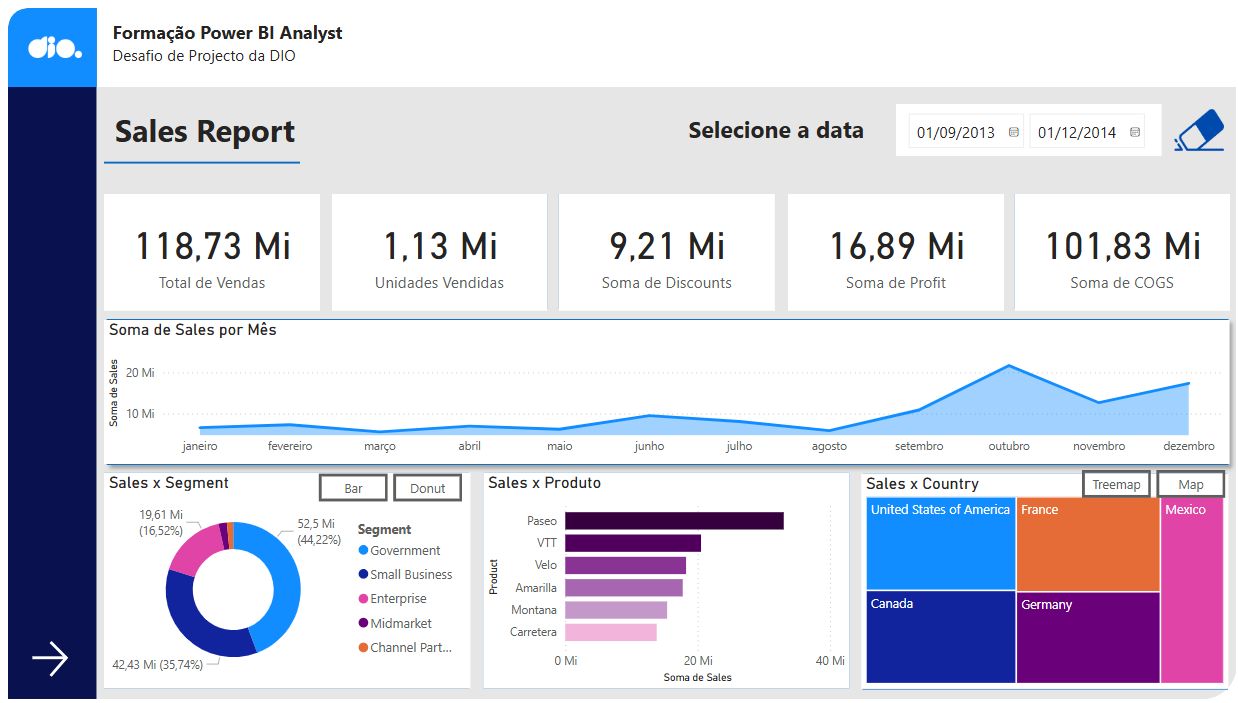 dio.
Formação Power BI Analyst
Desafio de Projecto da DIO
Sales Report
Selecione a data
01/09/2013
01/12/2014
118,73 Mi
Total de Vendas
1,13 Mi
Unidades Vendidas
9,21 Mi
Soma de Discounts
16,89 Mi
Soma de Profit
101,83 Mi
Soma de COGS
Soma de Sales por Mês
Soma de Sales
20 Mi
10 Mi
janeiro
fevereiro
março
abril
maio
junho
julho
agosto
setembro
outubro
novembro
dezembro
Sales x Segment
Bar
Donut
19,61 Mi
(16,52%)
52,5 Mi
(44,22%)
42,43 Mi (35,74%)
Segment
Government
Small Business
Enterprise
Midmarket
Channel Part...
Sales x Produto
Product
Paseo
VTT
Velo
Amarilla
Montana
Carretera
0 Mi
20 Mi
40 Mi
Soma de Sales
Sales x Country
Treemap
Map
United States of America
France
Mexico
Canada
Germany